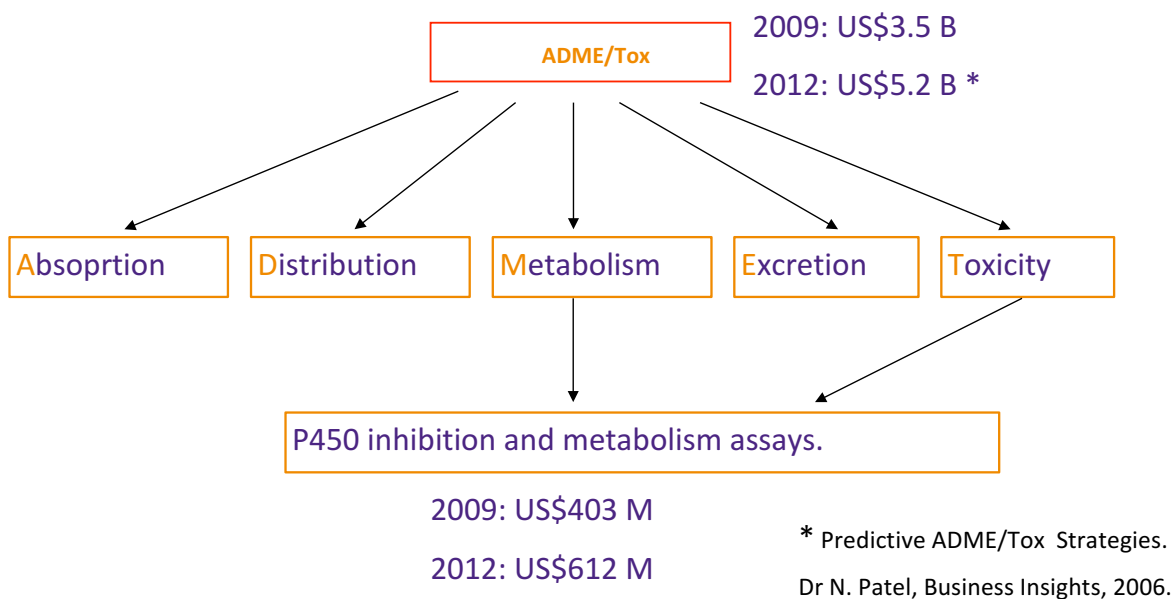 ADME/Tox
2009: US$3.5 B
2012: US$5.2 B *
Absoprtion
Distribution
Metabolism
Excretion
Toxicity
P450 inhibition and metabolism assays.
2009: US$403 M
2012: US$612 M
* Predictive ADME/Tox Strategies.
Dr N. Patel, Business Insights, 2006.